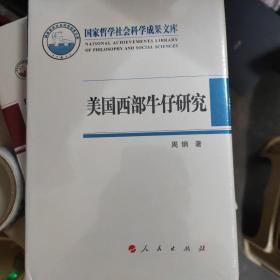 国家哲学社会科学成果文库
NATIONAL ACHIEVEMENTS LIBRARY
OF PHILOSOPHY AND SOCIAL SCIENCES
美国西部牛仔研究
周钢 著
人民出版社